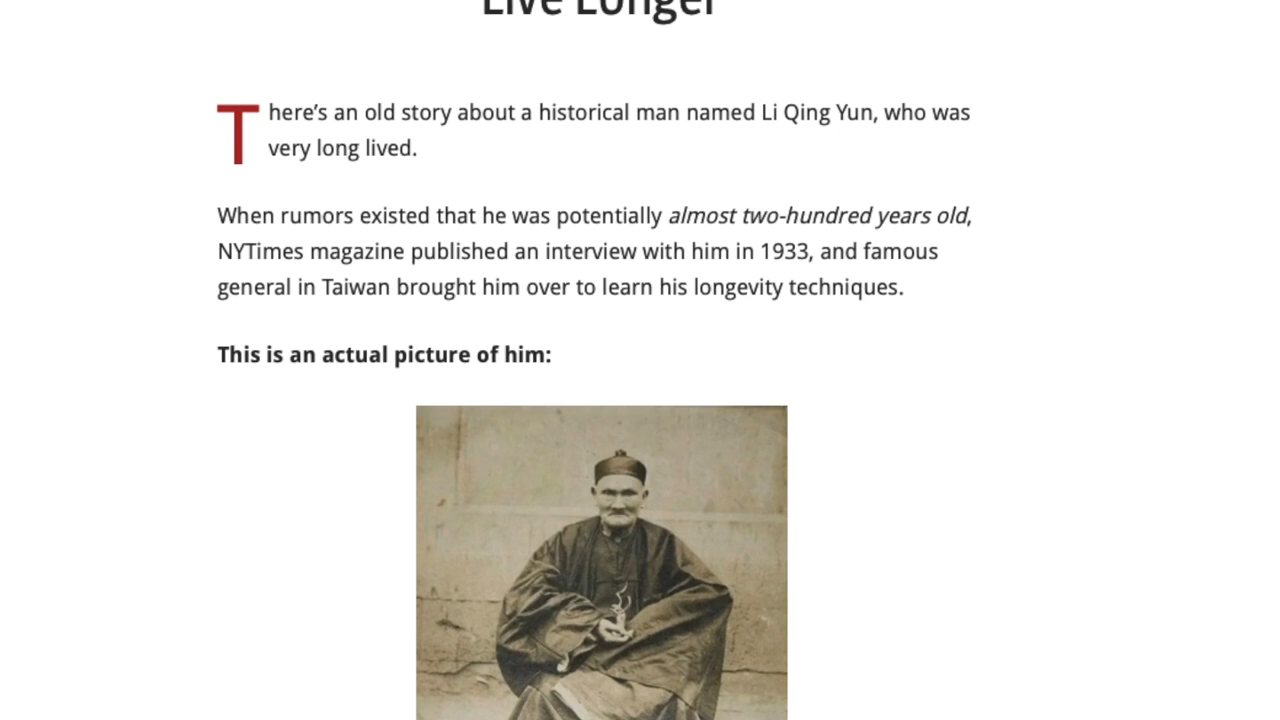 Live Longer
There’s an old story about a historical man named Li Qing Yun, who was
very long lived.
When rumors existed that he was potentially almost two-hundred years old,
NYTimes magazine published an interview with him in 1933, and famous
general in Taiwan brought him over to learn his longevity techniques.
This is an actual picture of him: